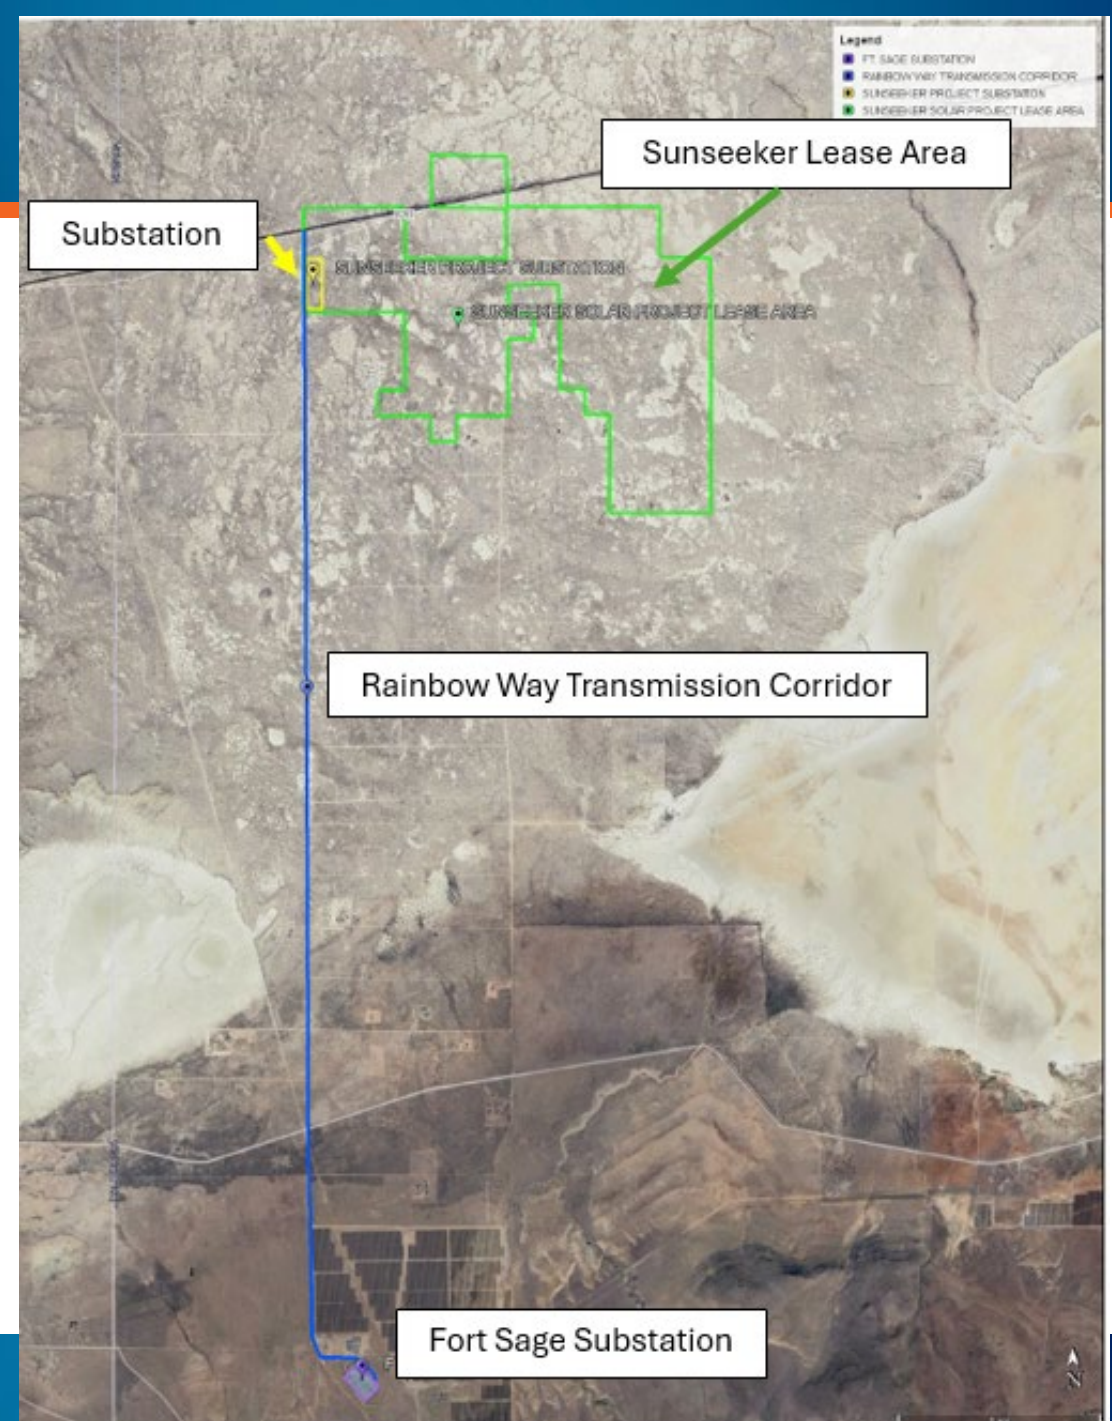 Legend
FT. SAGE SUBSTATION
RAINBOW WAY TRANSMISSION CORRIDOR
SUNSEEKER PROJECT SUBSTATION
SUNSEEKER SOLAR PROJECT LEASE AREA
Sunseeker Lease Area
Substation
SUNSEEKER PROJECT SUBSTATION
SUNSEEKER SOLAR PROJECT LEASE AREA
Rainbow Way Transmission Corridor
Fort Sage Substation
F
N